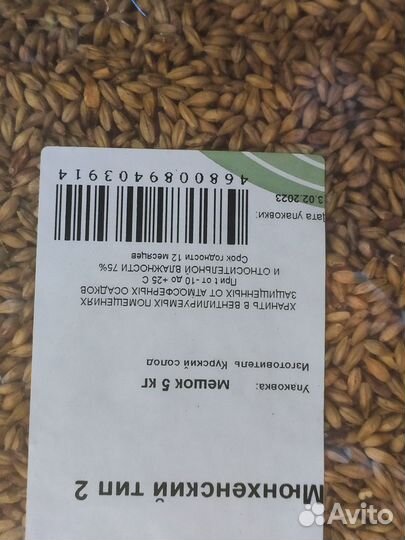 Мюнхенский тип 2
Упаковка: мешок 5 кг
Изготовитель Курский солод
ХРАНИТЬ В ВЕНТИЛИРУЕМЫХ ПОМЕЩЕНИЯХ
ЗАЩИЩЕННЫХ ОТ АТМОСФЕРНЫХ ОСАДКОВ
При t от -10 до +25 С
И ОТНОСИТЕЛЬНОЙ ВЛАЖНОСТИ 75%
Срок годности 12 месяцев
Дата упаковки:
3.02.2023
4680089403914
Avito